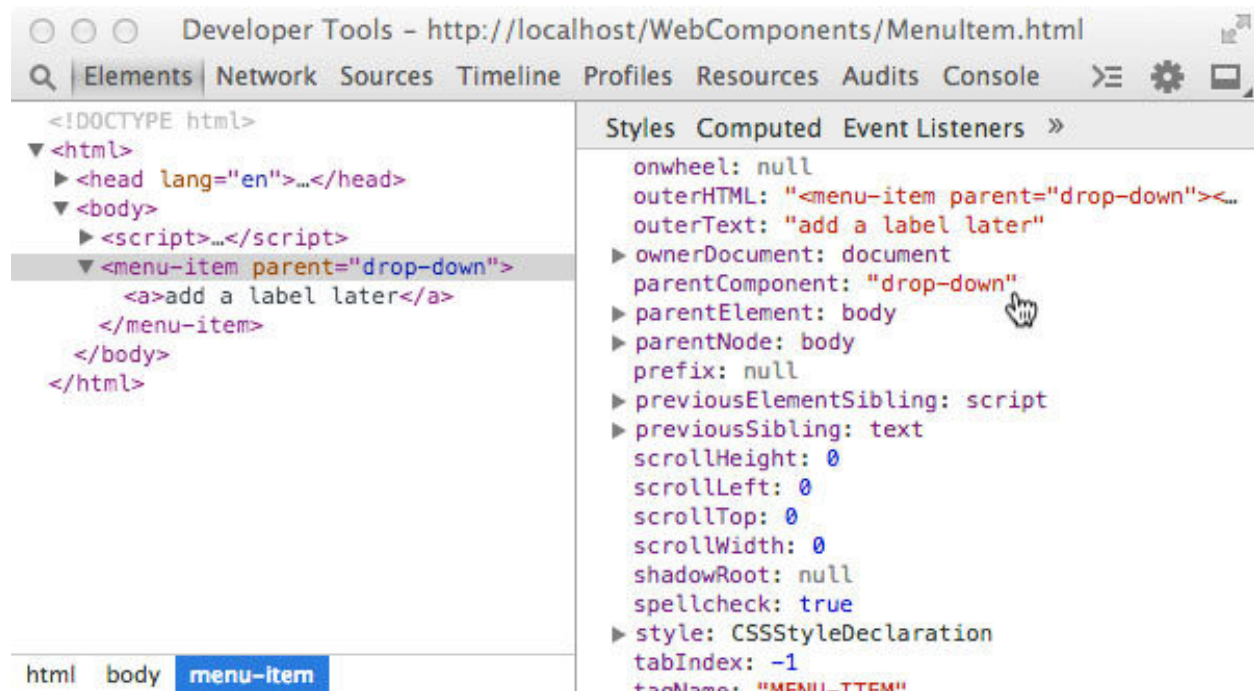 Developer Tools – http://localhost/WebComponents/MenuItem.html
Elements Network Sources Timeline Profiles Resources Audits Console
<!DOCTYPE html>
<html>
<head lang="en">…</head>
<body>
<script>…</script>
<menu-item parent="drop-down">
<a>add a label later</a>
</menu-item>
</body>
</html>
html body menu-item
Styles Computed Event Listeners »
onwheel: null
outerHTML: "<menu-item parent="drop-down"><…
outerText: "add a label later"
ownerDocument: document
parentComponent: "drop-down"
parentElement: body
parentNode: body
prefix: null
previousElementSibling: script
previousSibling: text
scrollHeight: 0
scrollLeft: 0
scrollTop: 0
scrollWidth: 0
shadowRoot: null
spellcheck: true
style: CSSStyleDeclaration
tabIndex: -1
tagName: "MENU-ITEM"